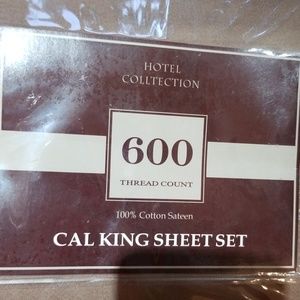 HOTEL
COLLTECTION
600
THREAD COUNT
100% Cotton Sateen
CAL KING SHEET SET